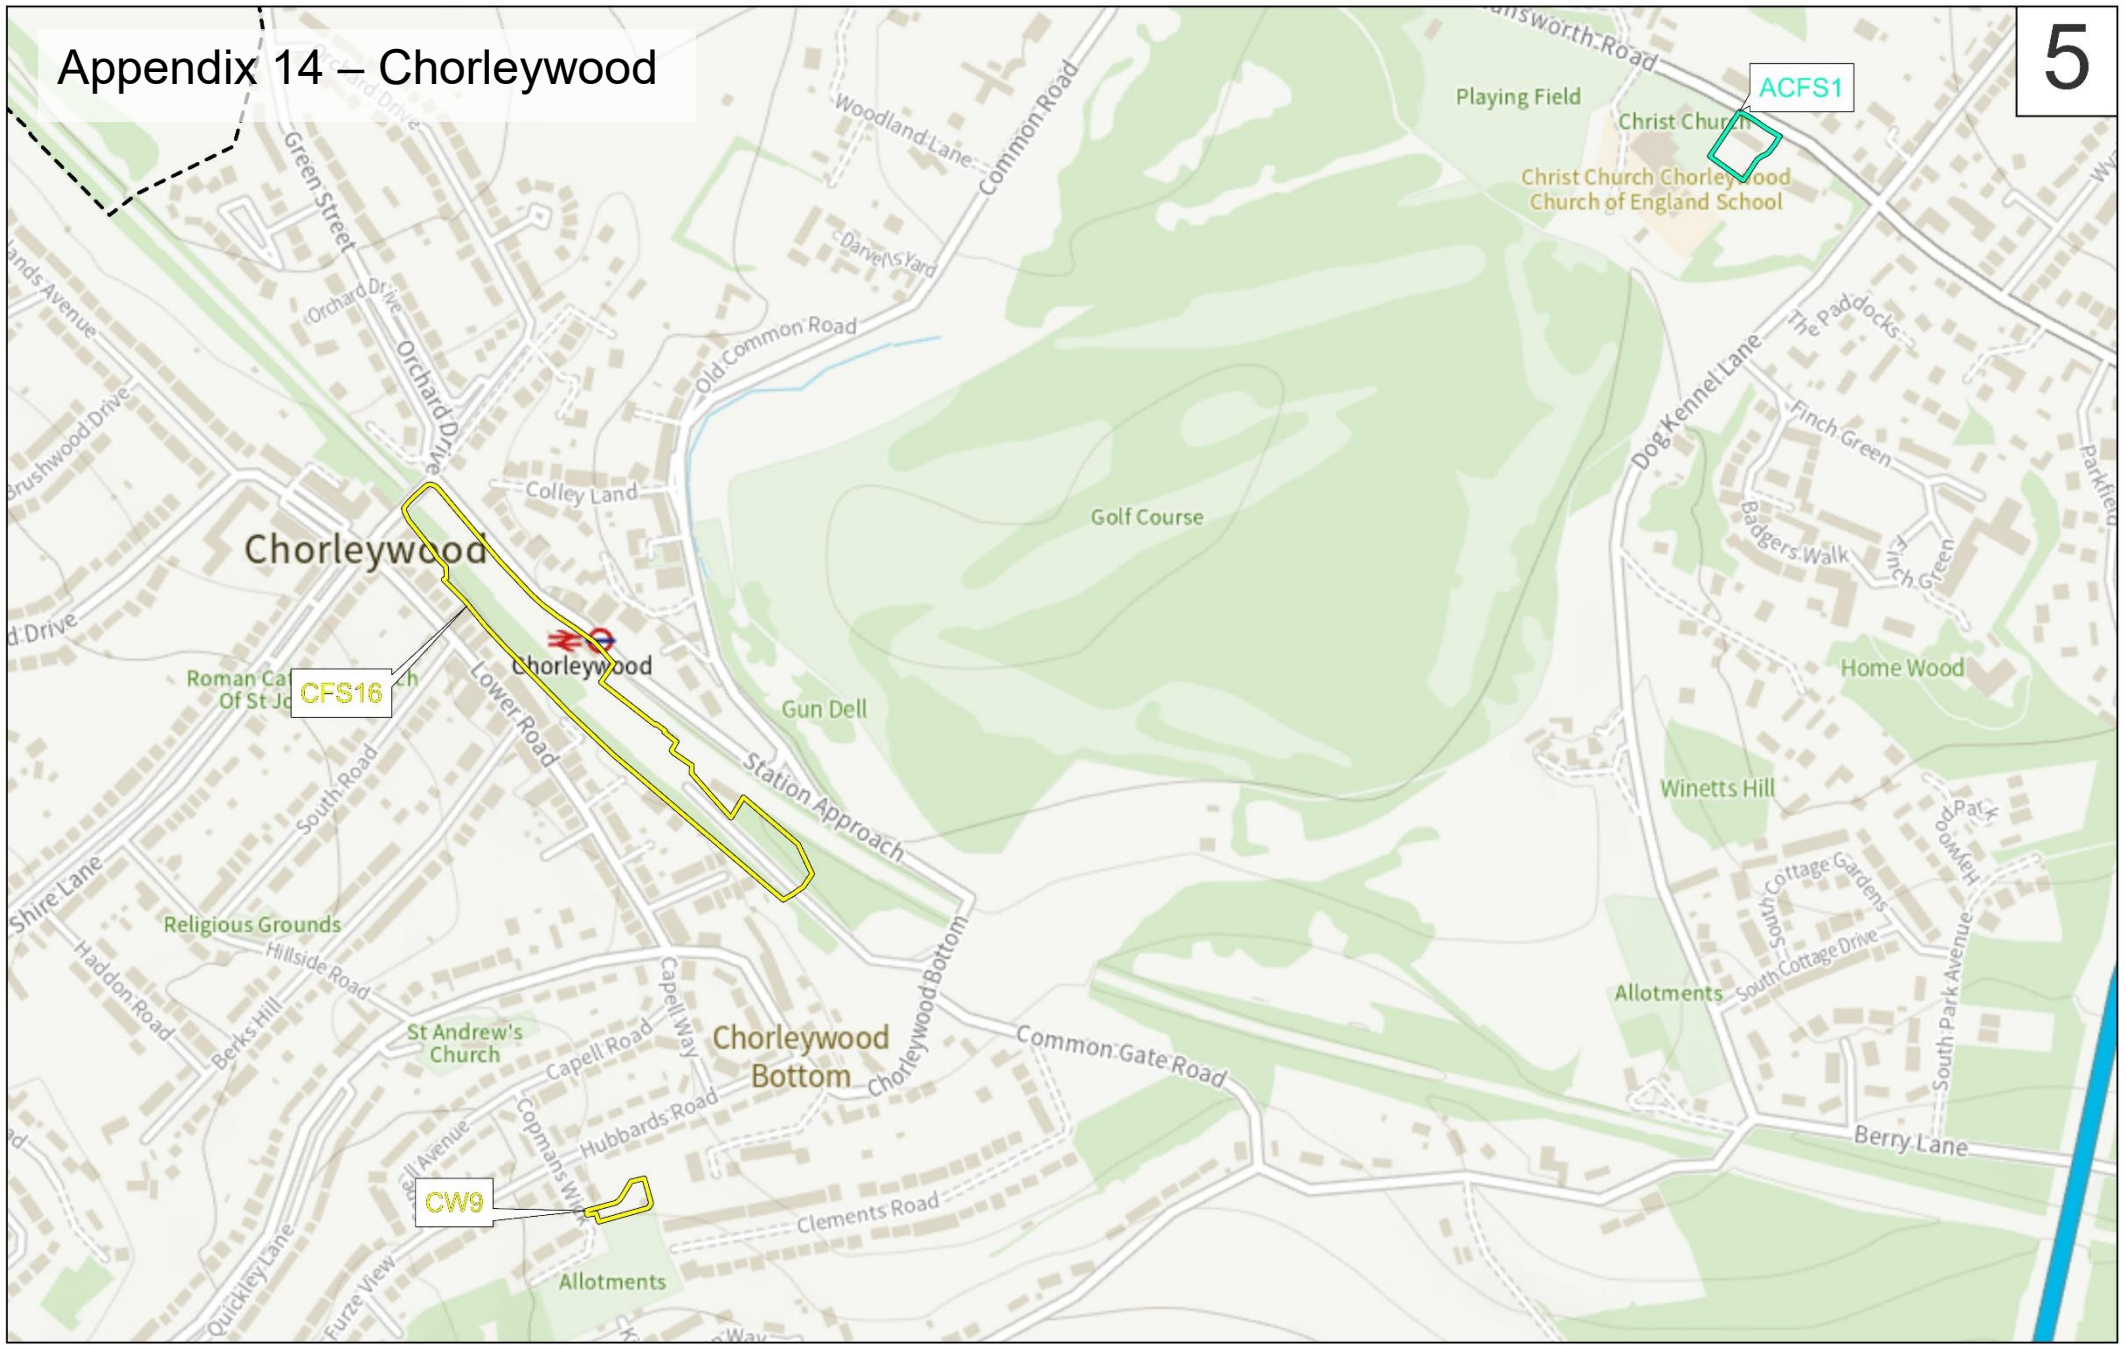 Appendix 14 – Chorleywood
5
Orchard Drive
Green Street
Woodland Lane
Common Road
Playing Field
ACFS1
Christ Church
Christ Church Chorleywood
Church of England School
Darvell's Yard
Orchard Drive
Orchard Drive
Old Common Road
The Paddocks
Dog Kennel Lane
Finch Green
Brushwood Drive
Colley Land
Golf Course
Badgers Walk
Finch Green
Chorleywood
Chorleywood
CFS16
Lower Road
Home Wood
Gun Dell
South Road
Station Approach
Winetts Hill
Shire Lane
South Cottage Gardens
Religious Grounds
Hillside Road
Haddon Road
Berks Hill
South Cottage Drive
Allotments
South Park Avenue
Capell Way
St Andrew's
Church
Capell Road
Chorleywood
Bottom
Chorleywood Bottom
Common Gate Road
Hubbards Road
Copmans Wick
Berry Lane
CW9
Clements Road
Allotments
Quickley Lane
Furze View